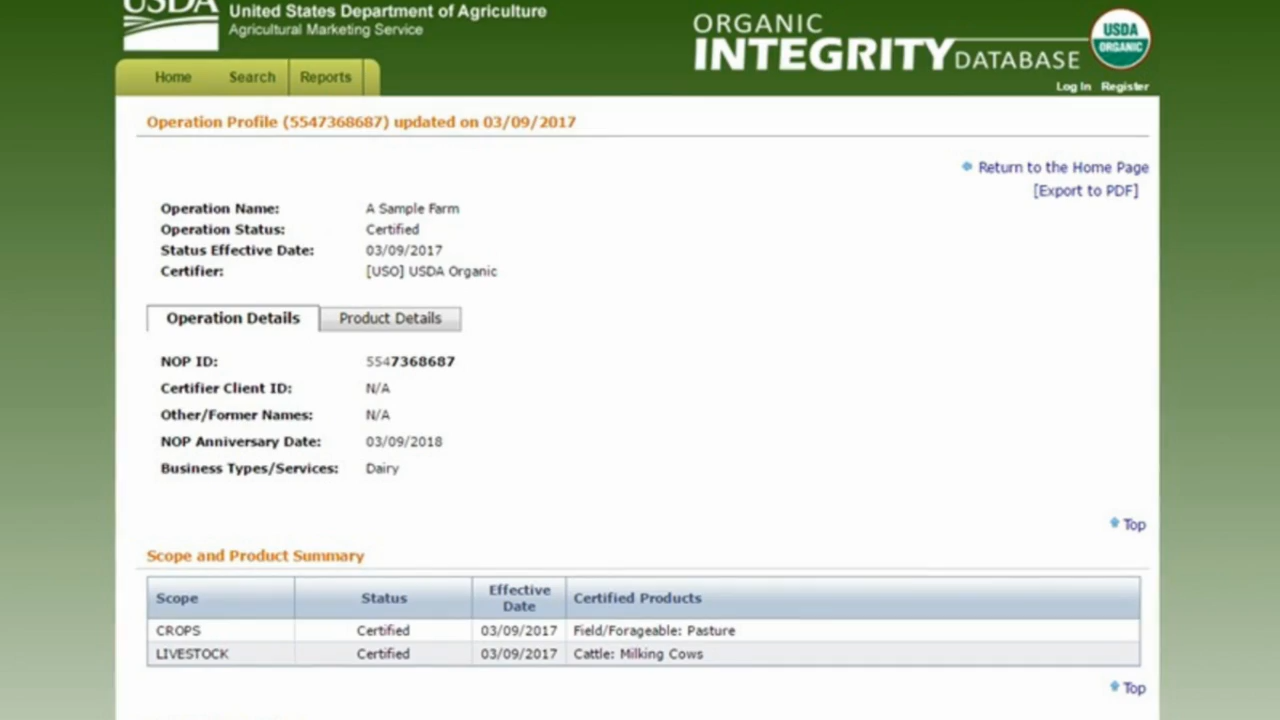 USDA United States Department of Agriculture
Agricultural Marketing Service
ORGANIC
INTEGRITY DATABASE
USDA
ORGANIC
Log In Register
Home Search Reports
Operation Profile (5547368687) updated on 03/09/2017
Return to the Home Page
[Export to PDF]
Operation Name: A Sample Farm
Operation Status: Certified
Status Effective Date: 03/09/2017
Certifier: [USO] USDA Organic
Operation Details Product Details
NOP ID: 5547368687
Certifier Client ID: N/A
Other/Former Names: N/A
NOP Anniversary Date: 03/09/2018
Business Types/Services: Dairy
Top
Scope and Product Summary
Scope Status Effective Date Certified Products
CROPS Certified 03/09/2017 Field/Forageable: Pasture
LIVESTOCK Certified 03/09/2017 Cattle: Milking Cows
Top